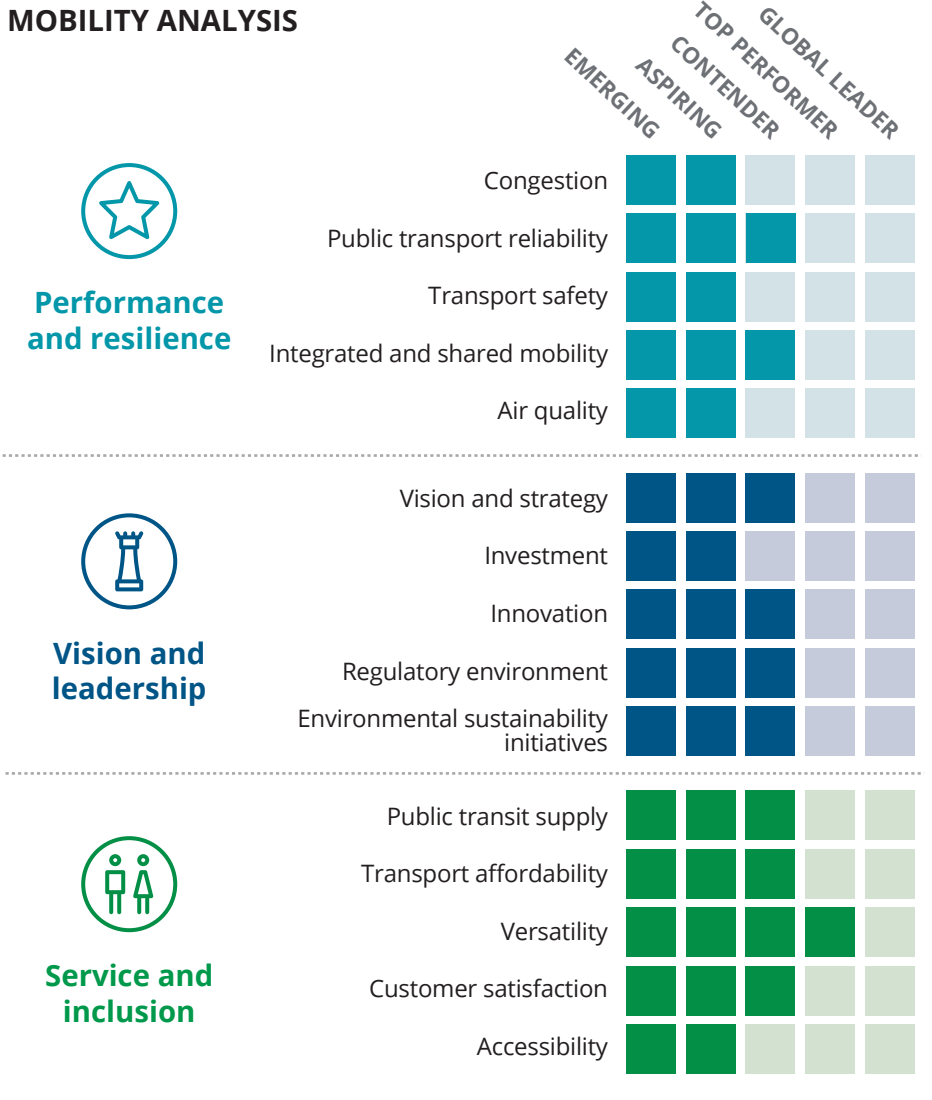 MOBILITY ANALYSIS
EMERGING
ASPIRING
CONTENDER
TOP PERFORMER
GLOBAL LEADER
Performance
and resilience
Congestion
Public transport reliability
Transport safety
Integrated and shared mobility
Air quality
Vision and
leadership
Vision and strategy
Investment
Innovation
Regulatory environment
Environmental sustainability
initiatives
Service and
inclusion
Public transit supply
Transport affordability
Versatility
Customer satisfaction
Accessibility